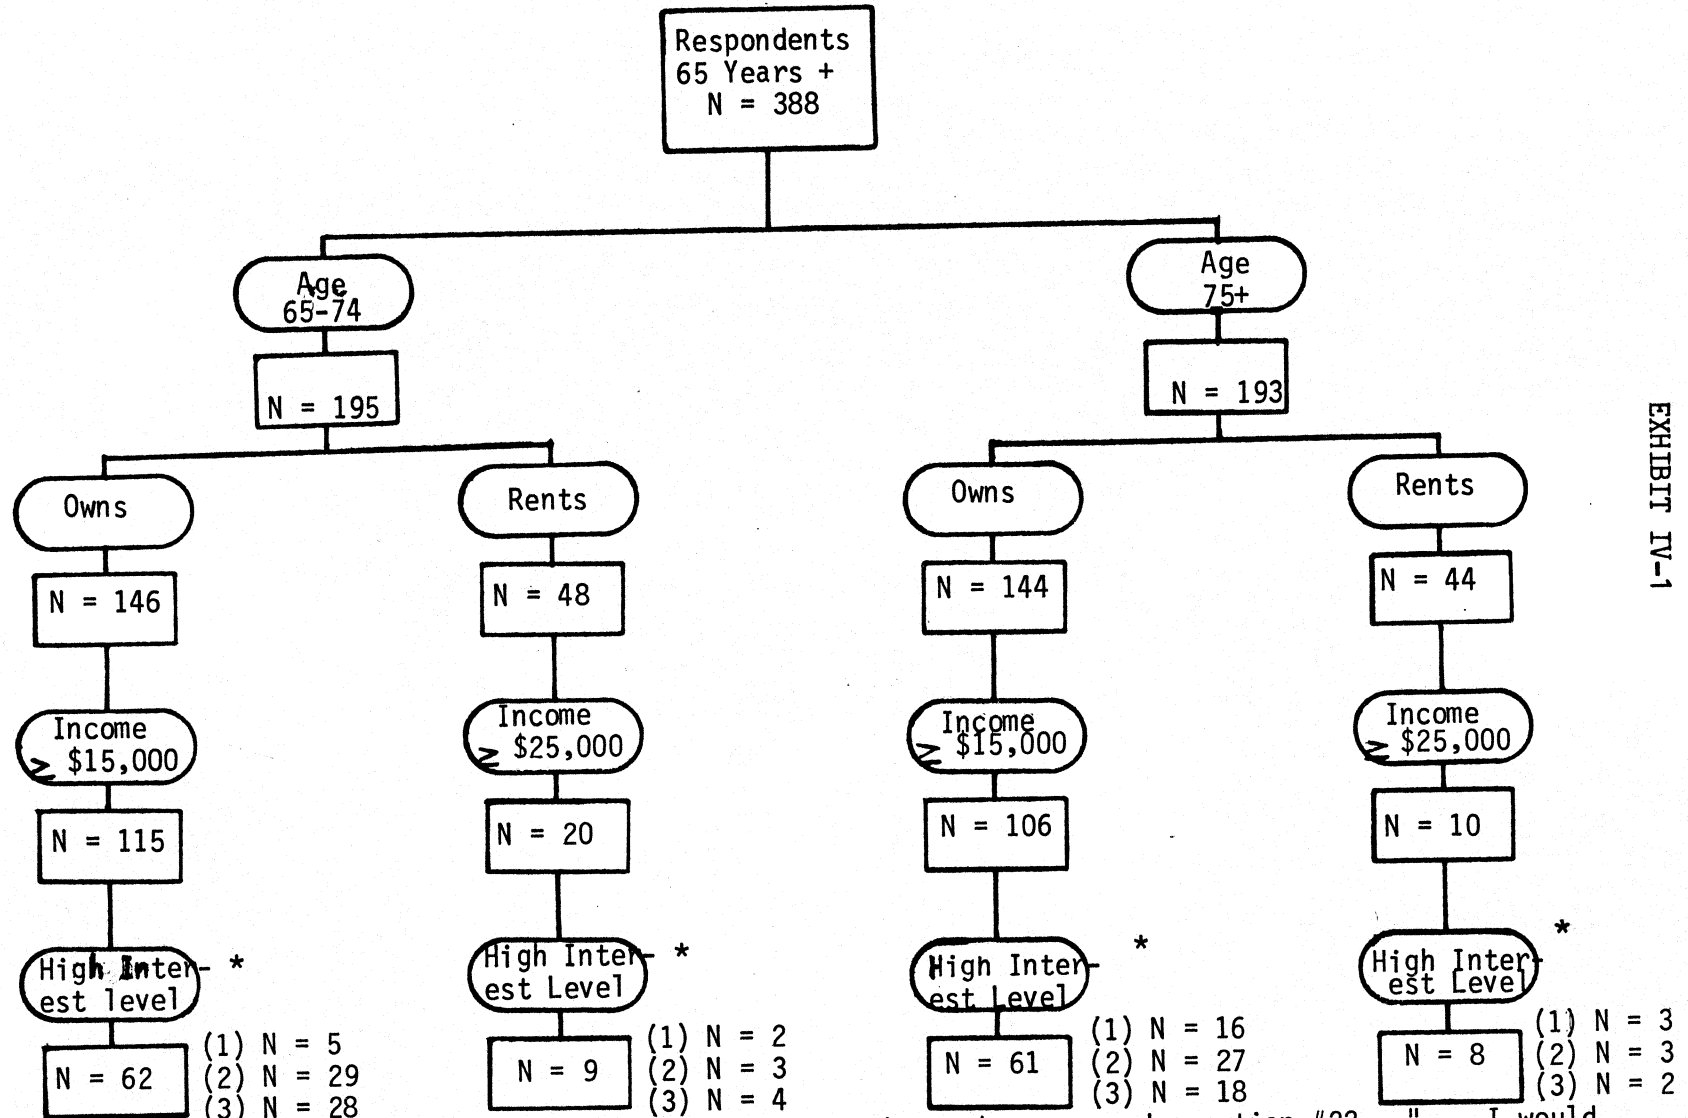 Respondents
65 Years +
N = 388
Age
65-74
Age
75+
N = 195
N = 193
EXHIBIT IV-1
Owns
Rents
Owns
Rents
N = 146
N = 48
N = 144
N = 44
Income
≥ $15,000
Income
≥ $25,000
Income
≥ $15,000
Income
≥ $25,000
N = 115
N = 20
N = 106
N = 10
High Inter- *
est level
High Inter- *
est Level
High Inter- *
est Level
High Inter- *
est Level
N = 62
(1) N = 5
(2) N = 29
(3) N = 28
N = 9
(1) N = 2
(2) N = 3
(3) N = 4
N = 61
(1) N = 16
(2) N = 27
(3) N = 18
N = 8
(1) N = 3
(2) N = 3
(3) N = 2
I would